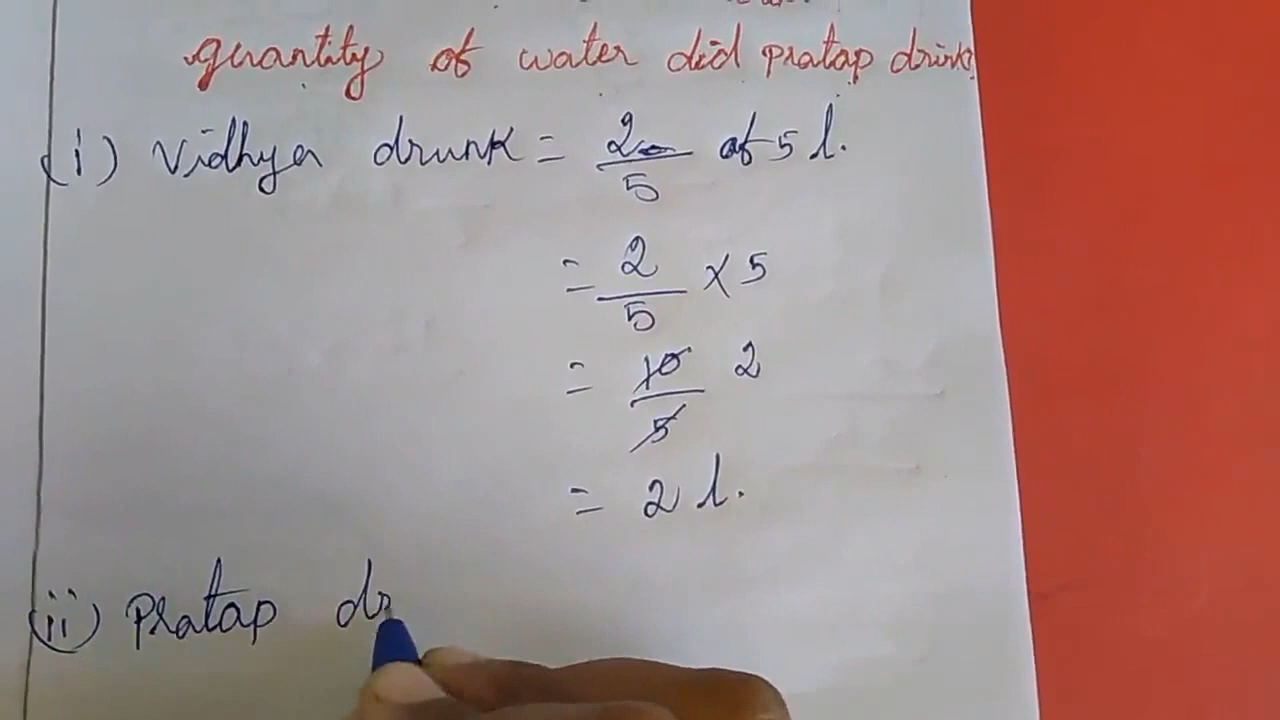 quantity of water did pratap drink
(i) Vidhya drunk = 2/5 of 5 l.
= 2/5 × 5
= 10/5 2
= 2 l.
(ii) Pratap dr